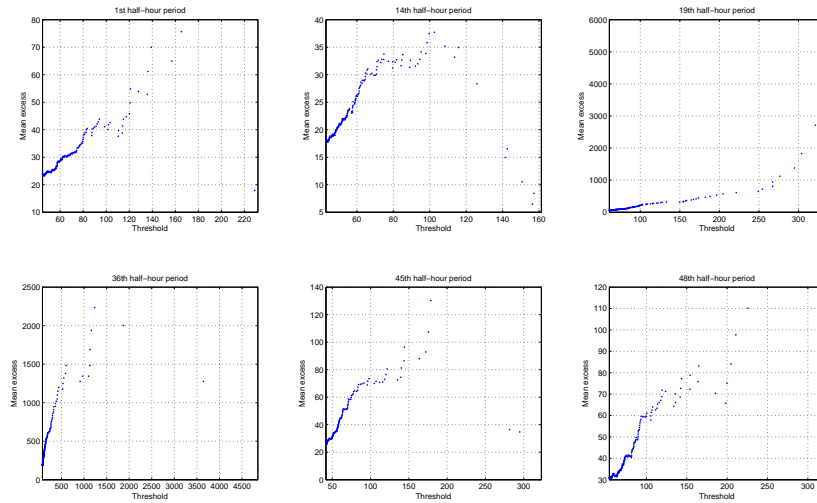 1st half-hour period
80
70
60
50
40
30
20
10
Mean excess
60 80 100 120 140 160 180 200 220
Threshold
14th half-hour period
40
35
30
25
20
15
10
5
Mean excess
60 80 100 120 140 160
Threshold
19th half-hour period
6000
5000
4000
3000
2000
1000
0
Mean excess
100 150 200 250 300
Threshold
36th half-hour period
2500
2000
1500
1000
500
0
Mean excess
500 1000 1500 2000 2500 3000 3500 4000 4500
Threshold
45th half-hour period
140
120
100
80
60
40
20
0
Mean excess
50 100 150 200 250 300
Threshold
48th half-hour period
120
110
100
90
80
70
60
50
40
30
Mean excess
100 150 200 250 300
Threshold